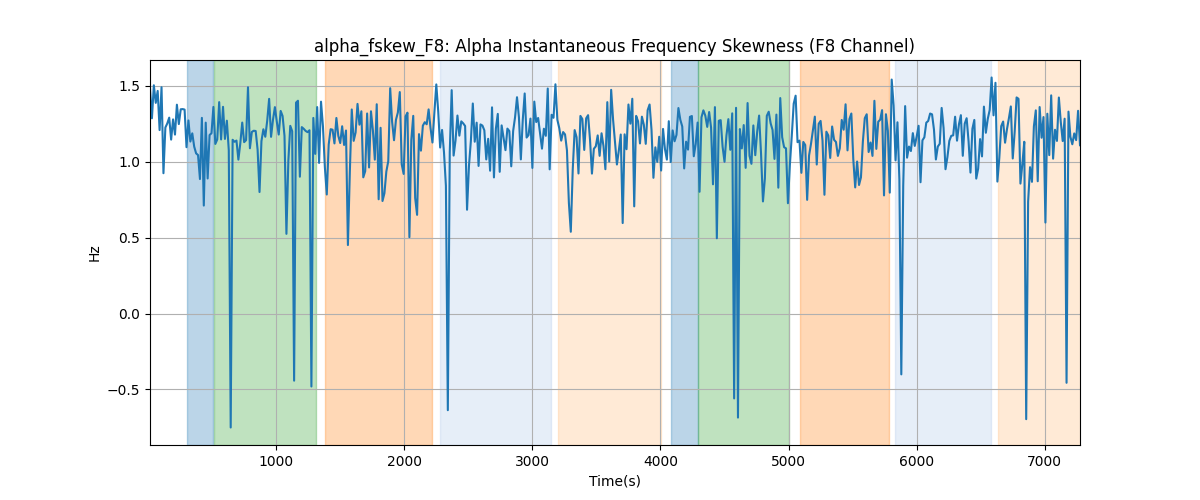 alpha_fskew_F8: Alpha Instantaneous Frequency Skewness (F8 Channel)
Hz
1.5
1.0
0.5
0.0
−0.5
1000 2000 3000 4000 5000 6000 7000
Time(s)